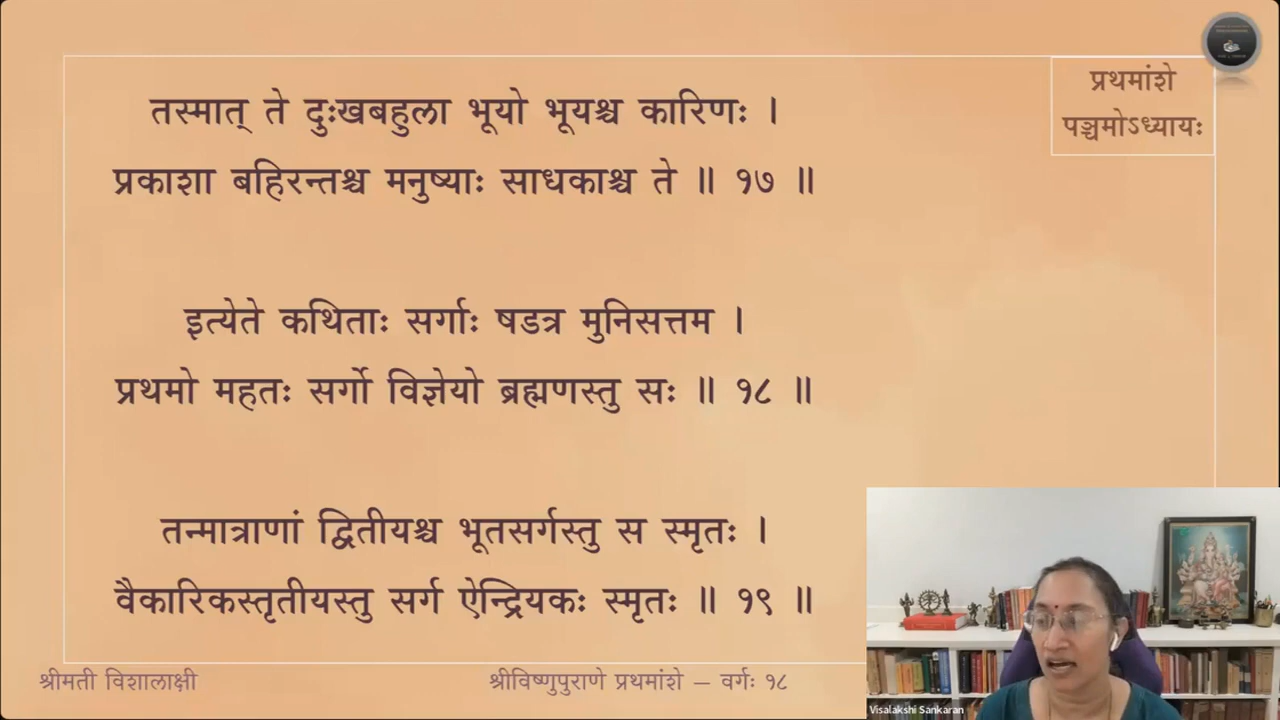 प्रथमांशे
पञ्चमोऽध्यायः
तस्मात् ते दुःखबहुला भूयो भूयश्च कारिणः ।
प्रकाशा बहिरन्तश्च मनुष्याः साधकाश्च ते ॥ १७ ॥
इत्येते कथिताः सर्गाः षडत्र मुनिसत्तम ।
प्रथमो महतः सर्गो विज्ञेयो ब्रह्मणस्तु सः ॥ १८ ॥
तन्मात्राणां द्वितीयश्च भूतसर्गस्तु स स्मृतः ।
वैकारिकस्तृतीयस्तु सर्ग ऐन्द्रियकः स्मृतः ॥ १९ ॥
श्रीमती विशालाक्षी
श्रीविष्णुपुराणे प्रथमांशे – वर्गः १८
Visalakshi Sankaran